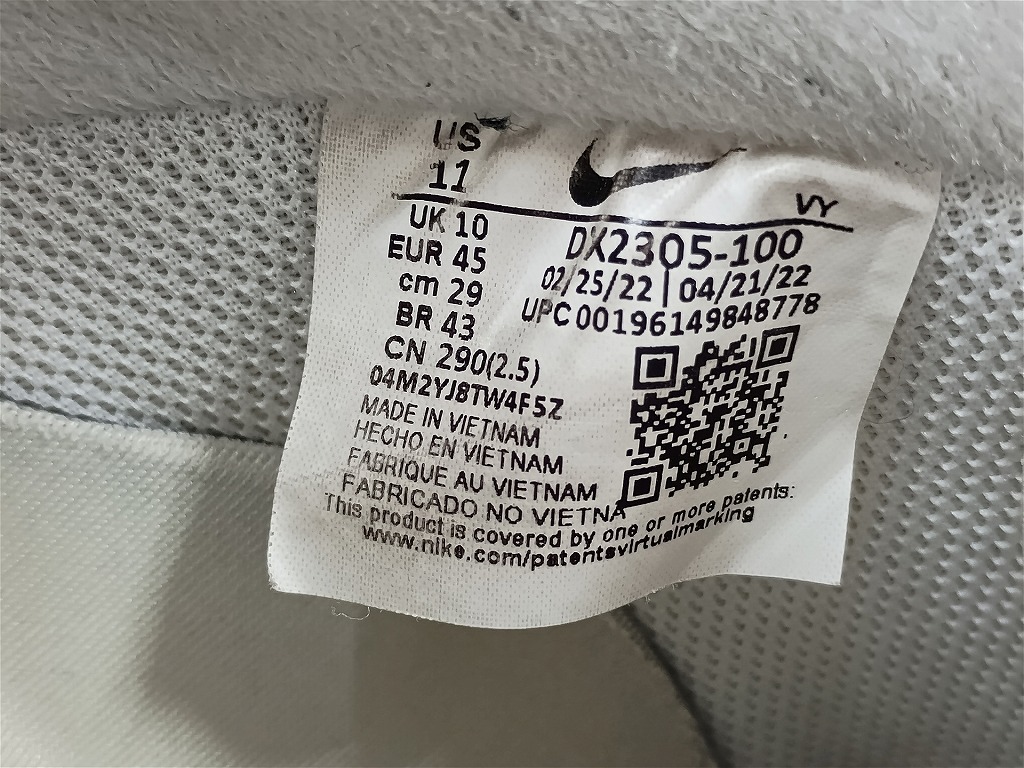 US
11
UK 10
EUR 45
cm 29
BR 43
CN 290(2.5)
04M2YJ8TW4F5Z
MADE IN VIETNAM
HECHO EN VIETNAM
FABRIQUE AU VIETNAM
FABRICADO NO VIETNA
VY
DX2305-100
02/25/22 | 04/21/22
UPC00196149848778
This product is covered by one or more patents:
www.nike.com/patentsvirtualmarking